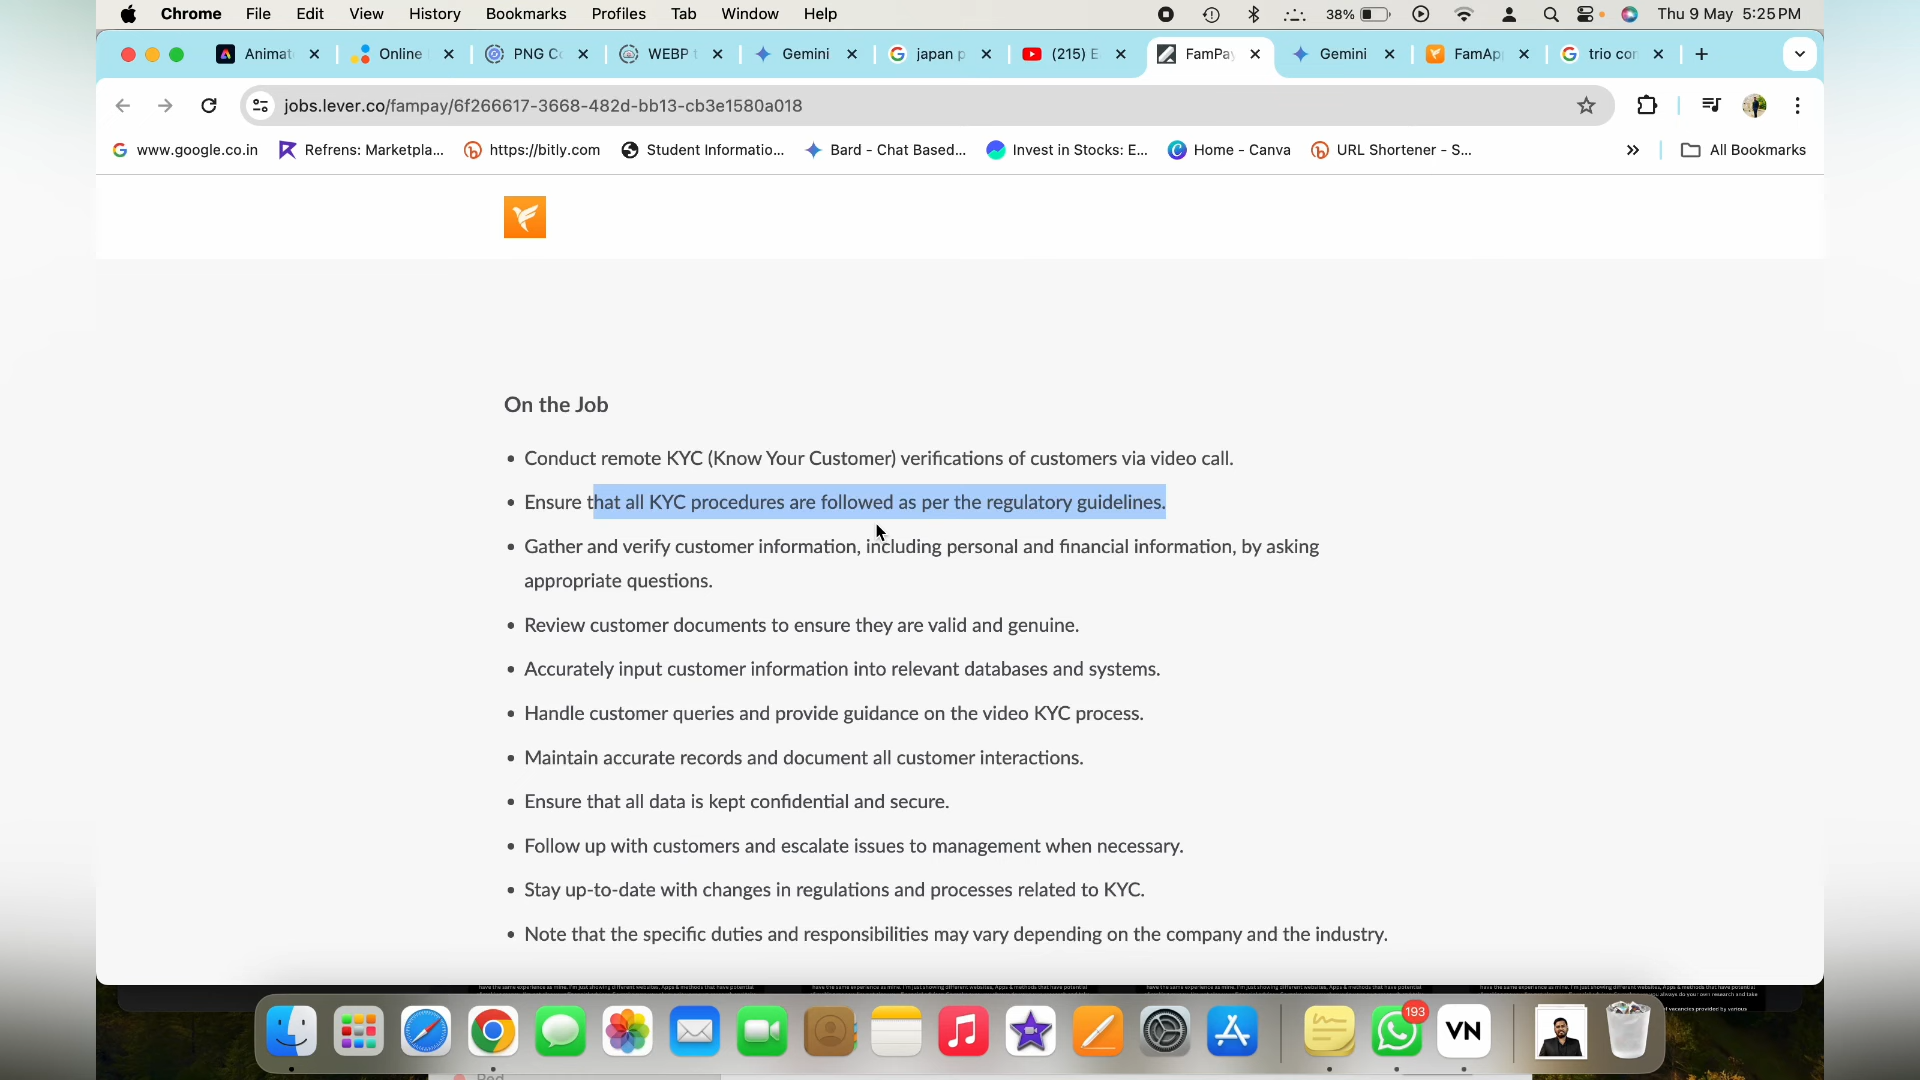 Chrome File Edit View History Bookmarks Profiles Tab Window Help 38% Thu 9 May 5:25 PM
Animat Online PNG C WEBP t Gemini japan p (215) E FamPay Gemini FamAp trio cor
jobs.lever.co/fampay/6f266617-3668-482d-bb13-cb3e1580a018
www.google.co.in Refrens: Marketpla... https://bitly.com Student Informatio... Bard - Chat Based... Invest in Stocks: E... Home - Canva URL Shortener - S... All Bookmarks
On the Job
• Conduct remote KYC (Know Your Customer) verifications of customers via video call.
• Ensure that all KYC procedures are followed as per the regulatory guidelines.
• Gather and verify customer information, including personal and financial information, by asking
appropriate questions.
• Review customer documents to ensure they are valid and genuine.
• Accurately input customer information into relevant databases and systems.
• Handle customer queries and provide guidance on the video KYC process.
• Maintain accurate records and document all customer interactions.
• Ensure that all data is kept confidential and secure.
• Follow up with customers and escalate issues to management when necessary.
• Stay up-to-date with changes in regulations and processes related to KYC.
• Note that the specific duties and responsibilities may vary depending on the company and the industry.
193
VN